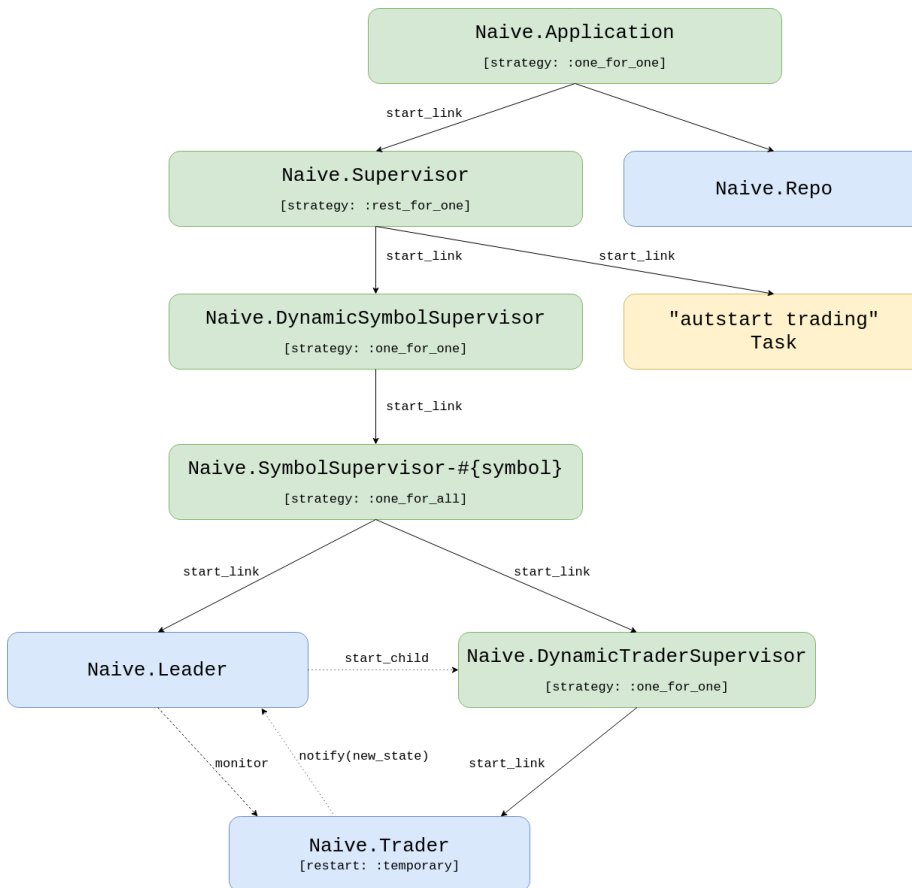 Naive.Application
[strategy: :one_for_one]
start_link
Naive.Supervisor
[strategy: :rest_for_one]
Naive.Repo
start_link
start_link
Naive.DynamicSymbolSupervisor
[strategy: :one_for_one]
"autstart trading"
Task
start_link
Naive.SymbolSupervisor-#{symbol}
[strategy: :one_for_all]
start_link
start_link
Naive.Leader
start_child
Naive.DynamicTraderSupervisor
[strategy: :one_for_one]
monitor
notify(new_state)
start_link
Naive.Trader
[restart: :temporary]